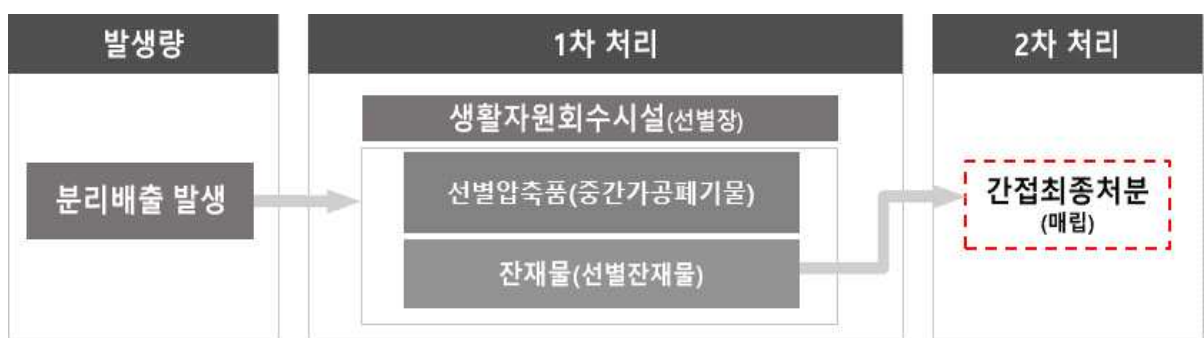 발생량
1차 처리
2차 처리
생활자원회수시설(선별장)
분리배출 발생
선별압축품(중간가공폐기물)
잔재물(선별잔재물)
간접최종처분
(매립)